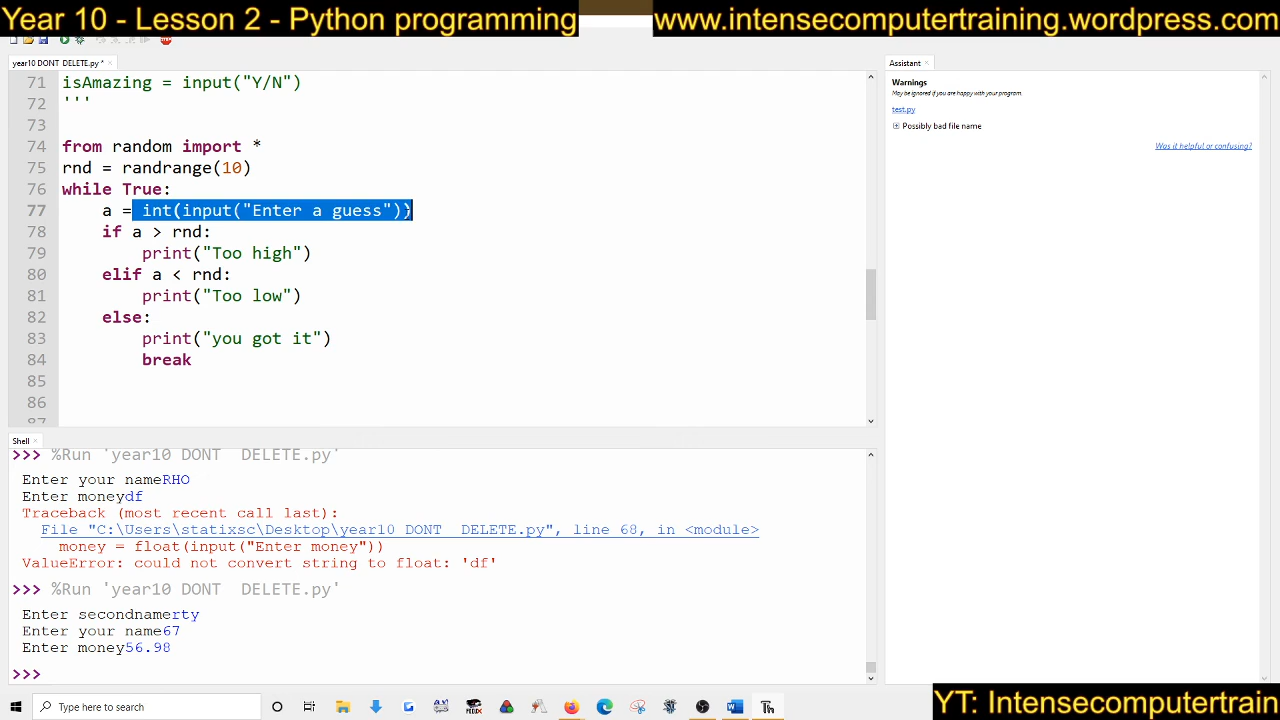 Year 10 - Lesson 2 - Python programming
www.intensecomputertraining.wordpress.com
year10 DONT DELETE.py *
71 isAmazing = input("Y/N")
72 '''
73
74 from random import *
75 rnd = randrange(10)
76 while True:
77 a = int(input("Enter a guess"))
78 if a > rnd:
79 print("Too high")
80 elif a < rnd:
81 print("Too low")
82 else:
83 print("you got it")
84 break
85
86
87
Assistant
Warnings
May be ignored if you are happy with your program.
test.py
Possibly bad file name
Was it helpful or confusing?
Shell
>>> %Run 'year10 DONT  DELETE.py'
Enter your nameRHO
Enter moneydf
Traceback (most recent call last):
File "C:\Users\statixsc\Desktop\year10 DONT  DELETE.py", line 68, in <module>
money = float(input("Enter money"))
ValueError: could not convert string to float: 'df'
>>> %Run 'year10 DONT  DELETE.py'
Enter secondnamerty
Enter your name67
Enter money56.98
>>>
Type here to search
YT: Intensecomputertrain